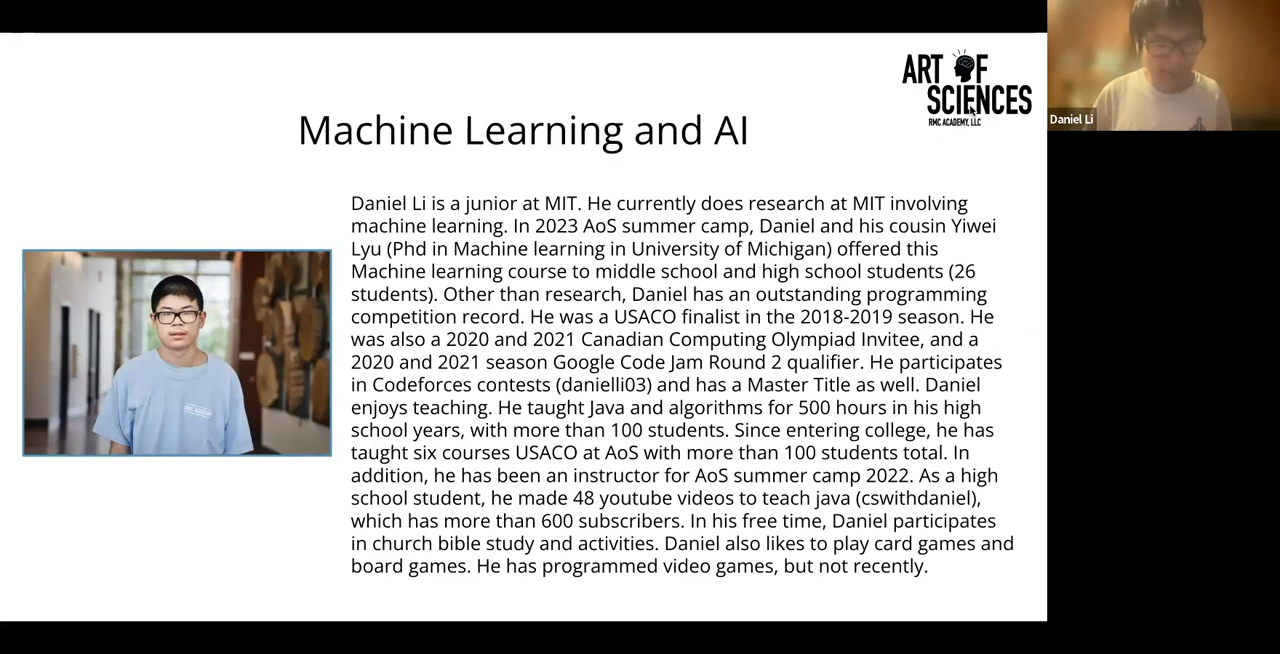 ART OF
SCIENCES
RMC ACADEMY, LLC
Daniel Li
Machine Learning and AI
Daniel Li is a junior at MIT. He currently does research at MIT involving
machine learning. In 2023 AoS summer camp, Daniel and his cousin Yiwei
Lyu (Phd in Machine learning in University of Michigan) offered this
Machine learning course to middle school and high school students (26
students). Other than research, Daniel has an outstanding programming
competition record. He was a USACO finalist in the 2018-2019 season. He
was also a 2020 and 2021 Canadian Computing Olympiad Invitee, and a
2020 and 2021 season Google Code Jam Round 2 qualifier. He participates
in Codeforces contests (danielli03) and has a Master Title as well. Daniel
enjoys teaching. He taught Java and algorithms for 500 hours in his high
school years, with more than 100 students. Since entering college, he has
taught six courses USACO at AoS with more than 100 students total. In
addition, he has been an instructor for AoS summer camp 2022. As a high
school student, he made 48 youtube videos to teach java (cswithdaniel),
which has more than 600 subscribers. In his free time, Daniel participates
in church bible study and activities. Daniel also likes to play card games and
board games. He has programmed video games, but not recently.